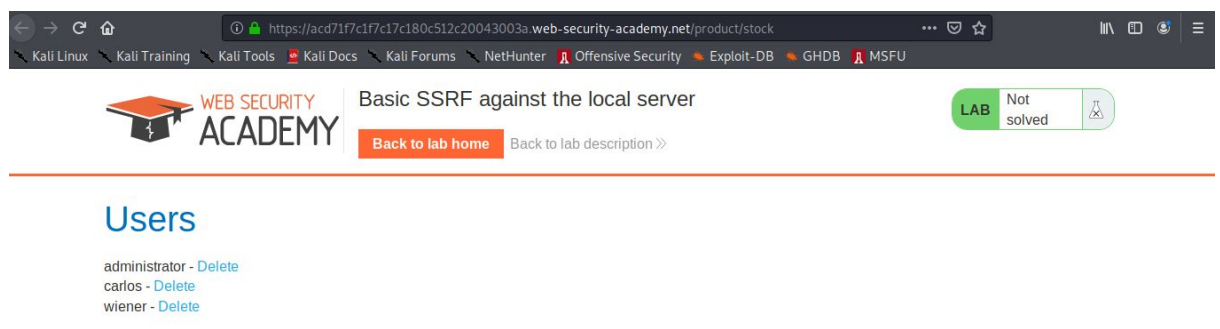 https://acd71f7c1f7c17c180c512c20043003a.web-security-academy.net/product/stock
Kali Linux Kali Training Kali Tools Kali Docs Kali Forums NetHunter Offensive Security Exploit-DB GHDB MSFU
WEB SECURITY ACADEMY
Basic SSRF against the local server
Back to lab home Back to lab description
LAB Not solved
Users
administrator - Delete
carlos - Delete
wiener - Delete